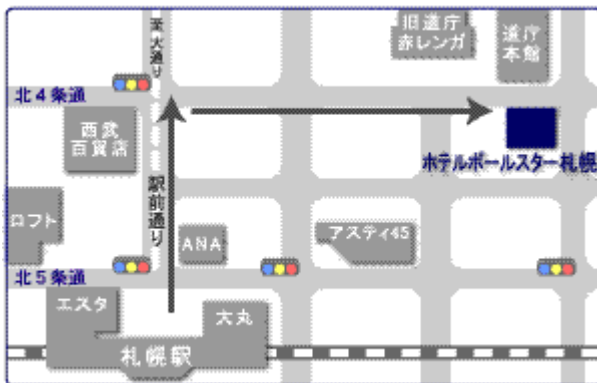 北大通り
旧道庁
赤レンガ
道庁
本館
北4条通
西武
百貨店
ホテルポールスター札幌
駅前通り
ロフト
ANA
アスティ45
北5条通
エスタ
大丸
札幌駅